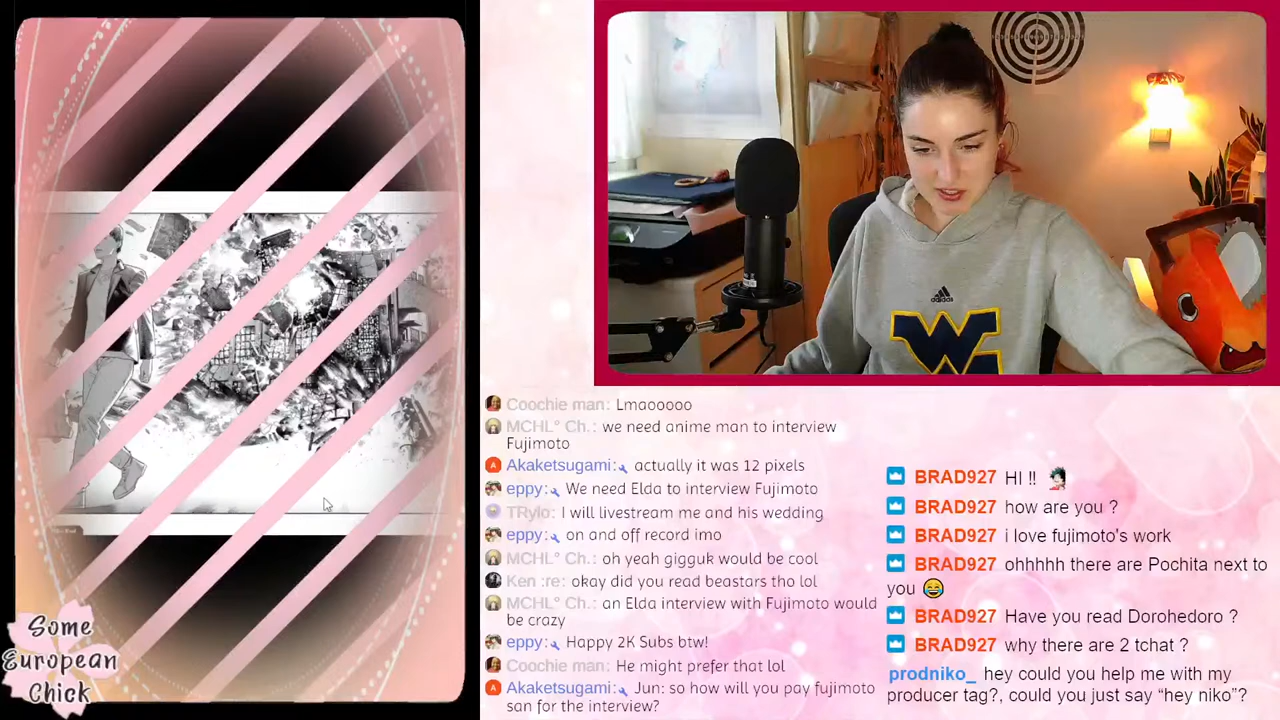 Coochie man: Lmaooooo
MCHL° Ch.: we need anime man to interview
Fujimoto
Akaketsugami: actually it was 12 pixels
eppy: We need Elda to interview Fujimoto
TRylo: I will livestream me and his wedding
eppy: on and off record imo
MCHL° Ch.: oh yeah gigguk would be cool
Ken :re: okay did you read beastars tho lol
MCHL° Ch.: an Elda interview with Fujimoto would
be crazy
eppy: Happy 2K Subs btw!
Coochie man: He might prefer that lol
Akaketsugami: Jun: so how will you pay fujimoto
san for the interview?
BRAD927 HI !!
BRAD927 how are you ?
BRAD927 i love fujimoto's work
BRAD927 ohhhhh there are Pochita next to
you 😂
BRAD927 Have you read Dorohedoro ?
BRAD927 why there are 2 tchat ?
prodniko_ hey could you help me with my
producer tag?, could you just say “hey niko”?
adidas
W
Some
European
Chick